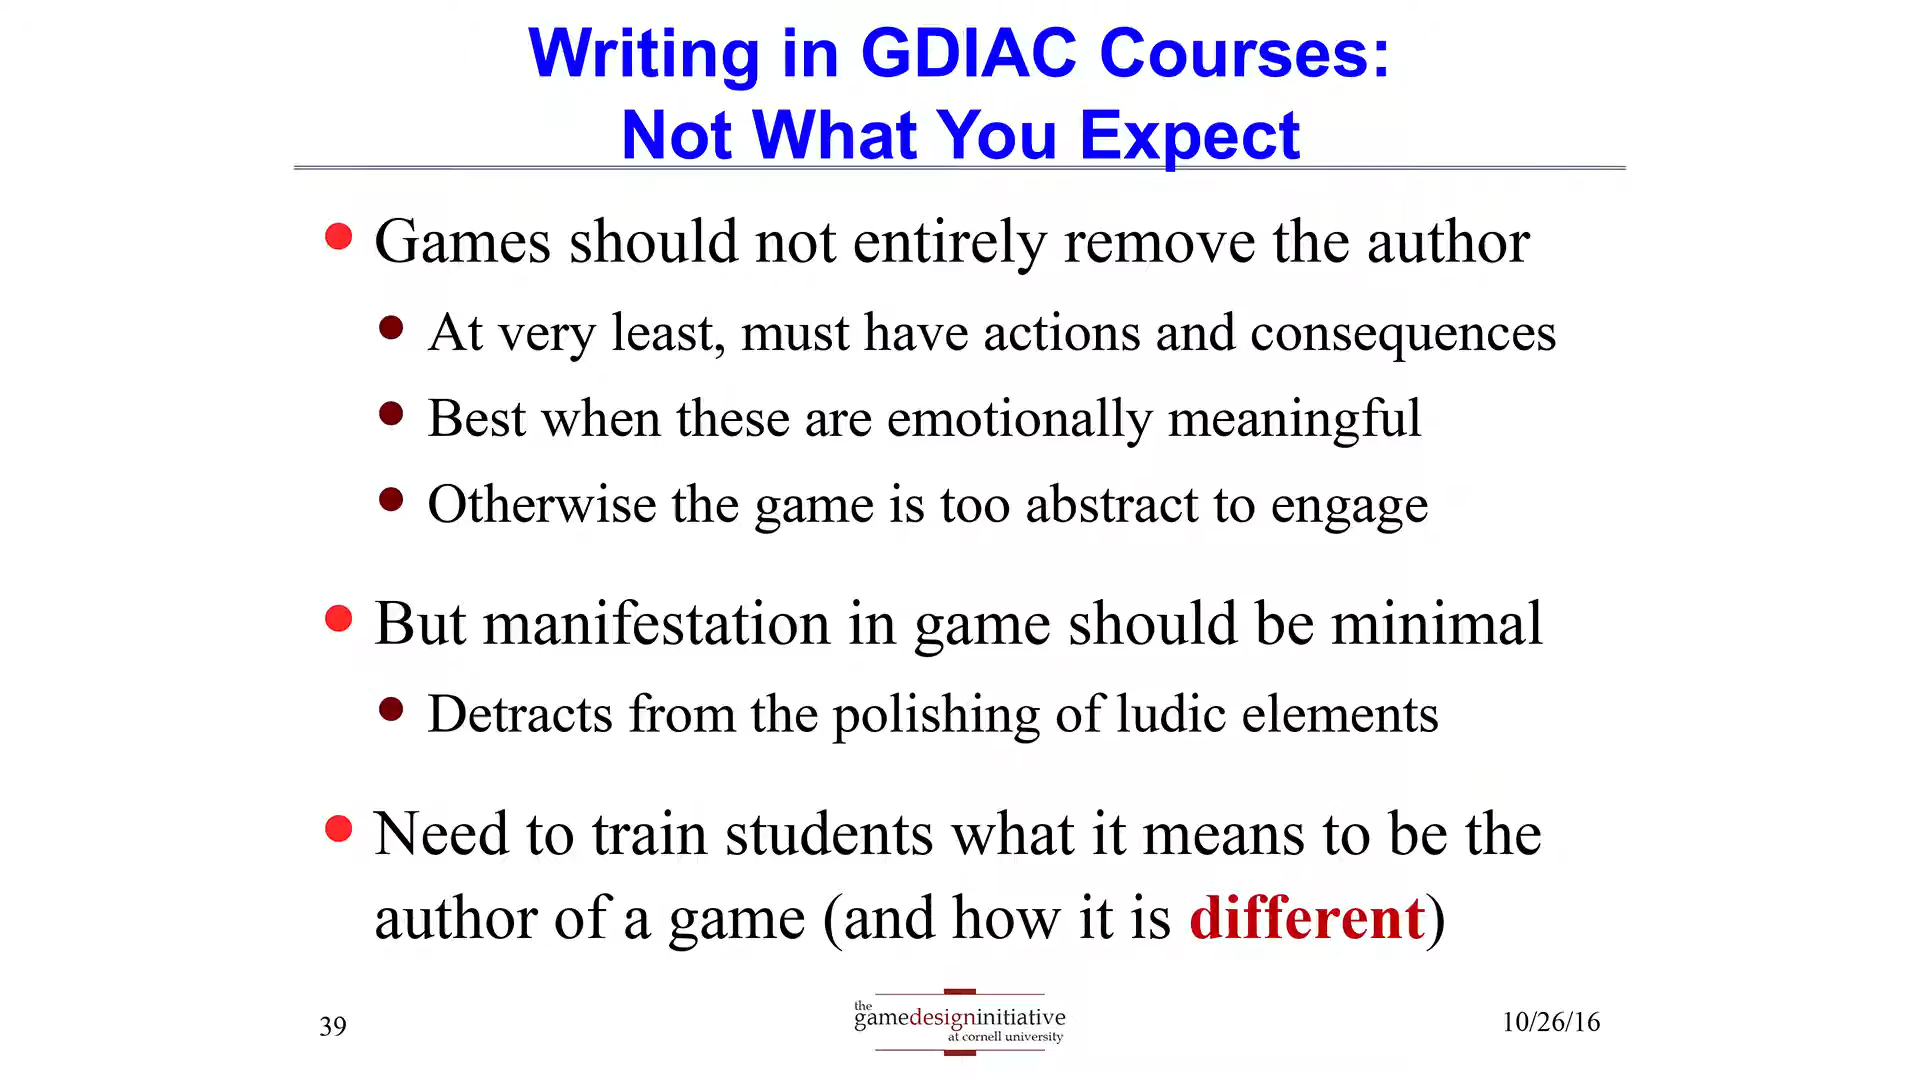 Writing in GDIAC Courses:
Not What You Expect
Games should not entirely remove the author
At very least, must have actions and consequences
Best when these are emotionally meaningful
Otherwise the game is too abstract to engage
But manifestation in game should be minimal
Detracts from the polishing of ludic elements
Need to train students what it means to be the
author of a game (and how it is different)
39
the
gamedesigninitiative
at cornell university
10/26/16